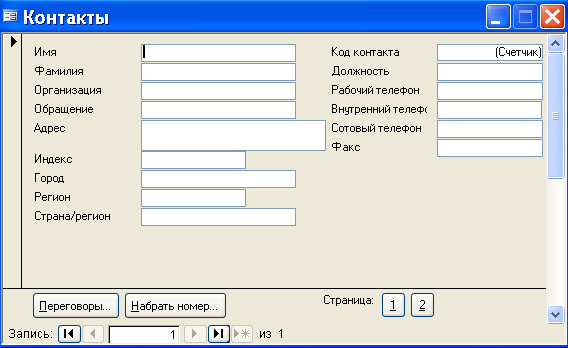 Контакты
Имя
Код контакта (Счетчик)
Фамилия
Должность
Организация
Рабочий телефон
Обращение
Внутренний телефо
Адрес
Сотовый телефон
Факс
Индекс
Город
Регион
Страна/регион
Переговоры... Набрать номер... Страница: 1 2
Запись: 1 из 1